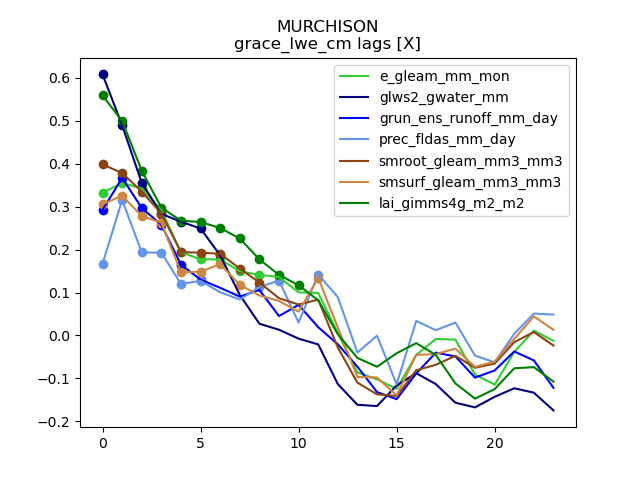 MURCHISON
grace_lwe_cm lags [X]
e_gleam_mm_mon
glws2_gwater_mm
grun_ens_runoff_mm_day
prec_fldas_mm_day
smroot_gleam_mm3_mm3
smsurf_gleam_mm3_mm3
lai_gimms4g_m2_m2
0.6
0.5
0.4
0.3
0.2
0.1
0.0
−0.1
−0.2
0 5 10 15 20